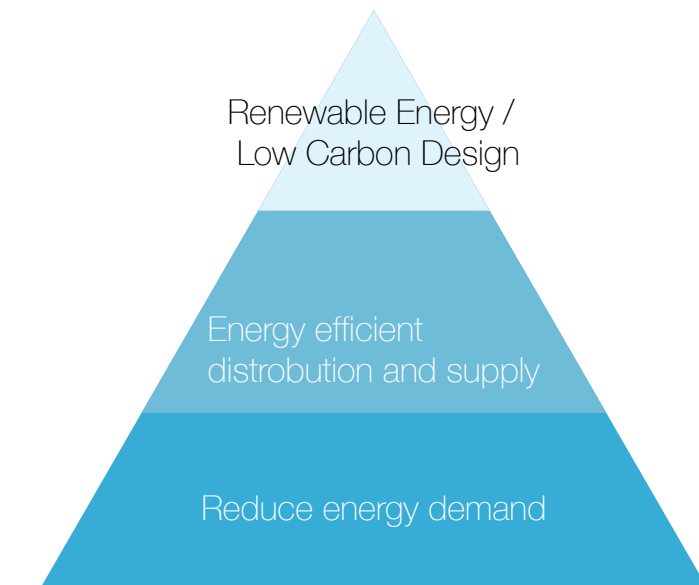 Renewable Energy /
Low Carbon Design
Energy efficient
distrobution and supply
Reduce energy demand